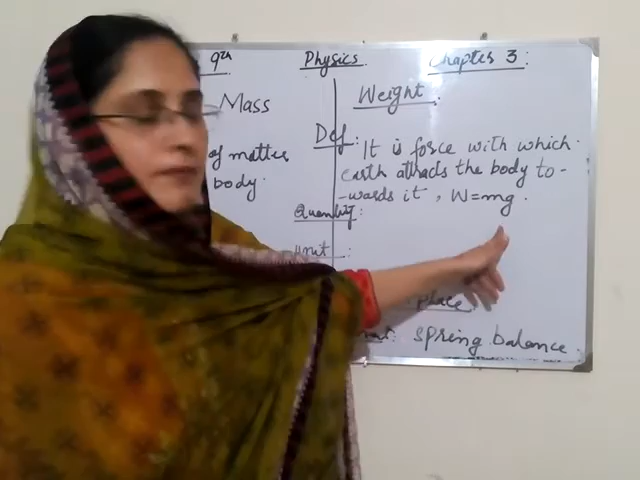 9th Physics Chapter 3:
Mass
Weight:
Def:
It is force with which
of matter
earth attracts the body to-
body.
-wards it, W=mg.
Quantity:
Unit:
place
spring balance.